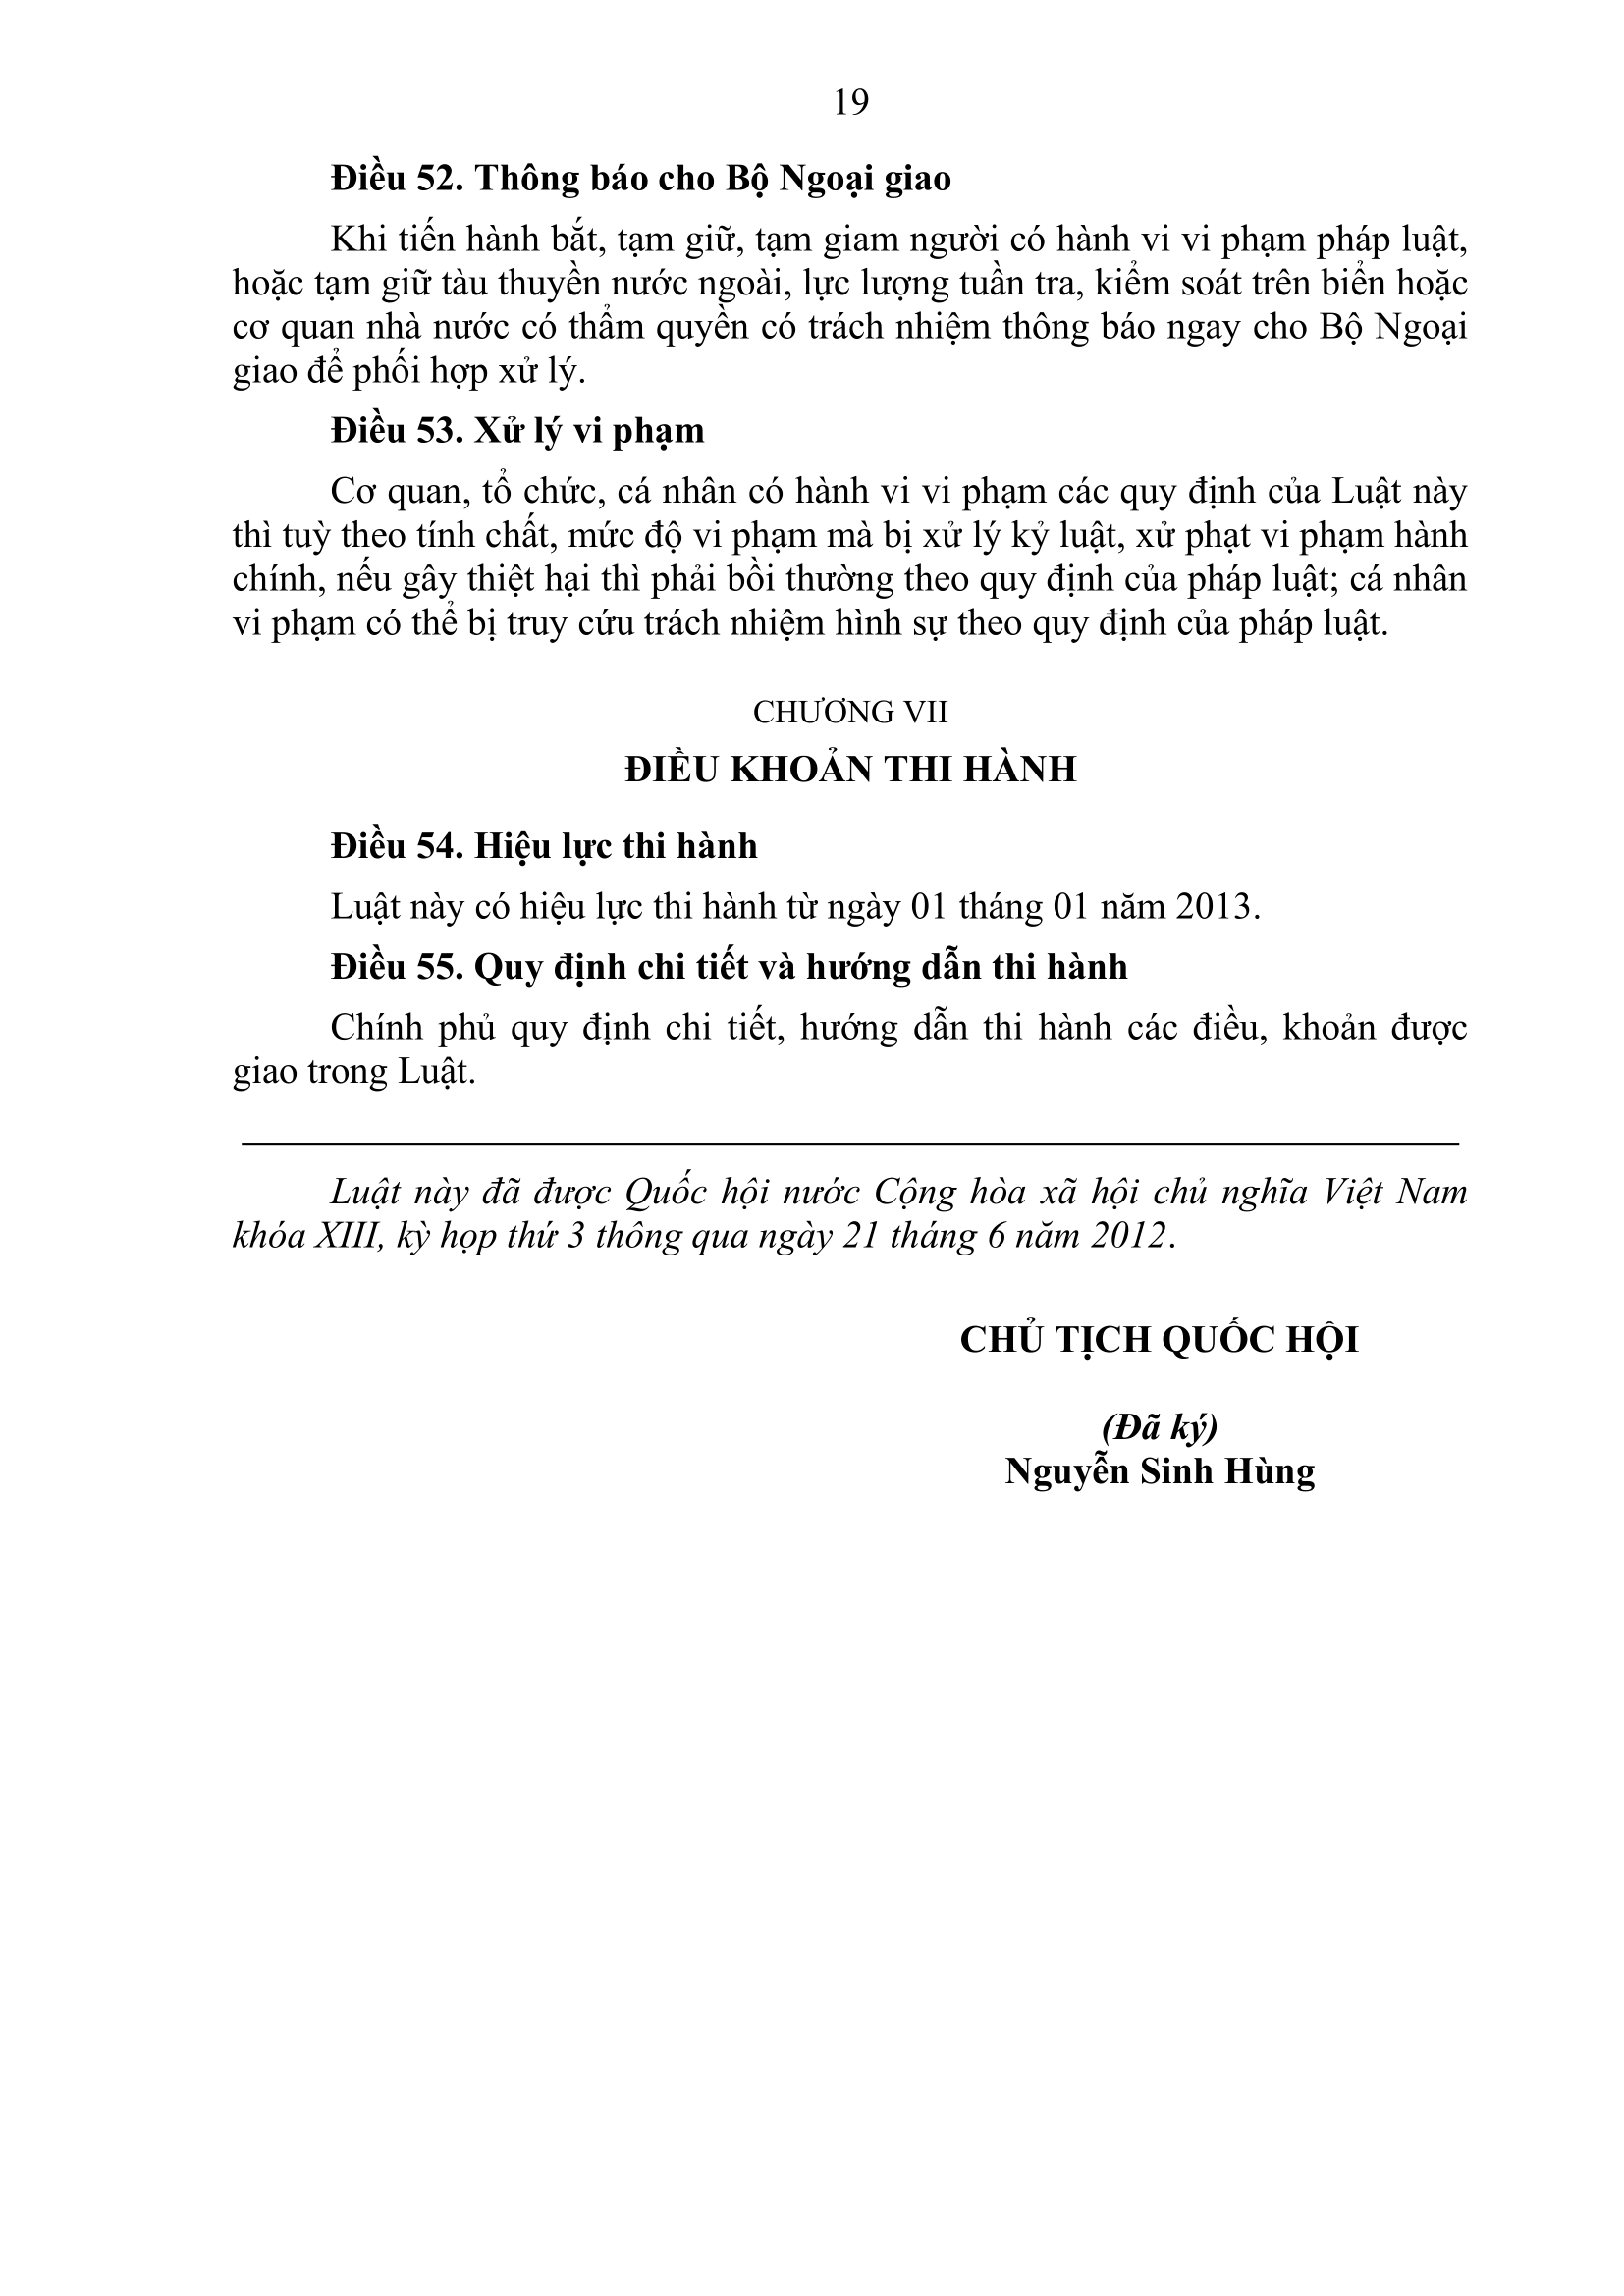 19
Điều 52. Thông báo cho Bộ Ngoại giao
Khi tiến hành bắt, tạm giữ, tạm giam người có hành vi vi phạm pháp luật,
hoặc tạm giữ tàu thuyền nước ngoài, lực lượng tuần tra, kiểm soát trên biển hoặc
cơ quan nhà nước có thẩm quyền có trách nhiệm thông báo ngay cho Bộ Ngoại
giao để phối hợp xử lý.
Điều 53. Xử lý vi phạm
Cơ quan, tổ chức, cá nhân có hành vi vi phạm các quy định của Luật này
thì tuỳ theo tính chất, mức độ vi phạm mà bị xử lý kỷ luật, xử phạt vi phạm hành
chính, nếu gây thiệt hại thì phải bồi thường theo quy định của pháp luật; cá nhân
vi phạm có thể bị truy cứu trách nhiệm hình sự theo quy định của pháp luật.
CHƯƠNG VII
ĐIỀU KHOẢN THI HÀNH
Điều 54. Hiệu lực thi hành
Luật này có hiệu lực thi hành từ ngày 01 tháng 01 năm 2013.
Điều 55. Quy định chi tiết và hướng dẫn thi hành
Chính phủ quy định chi tiết, hướng dẫn thi hành các điều, khoản được
giao trong Luật.
Luật này đã được Quốc hội nước Cộng hòa xã hội chủ nghĩa Việt Nam
khóa XIII, kỳ họp thứ 3 thông qua ngày 21 tháng 6 năm 2012.
CHỦ TỊCH QUỐC HỘI
(Đã ký)
Nguyễn Sinh Hùng